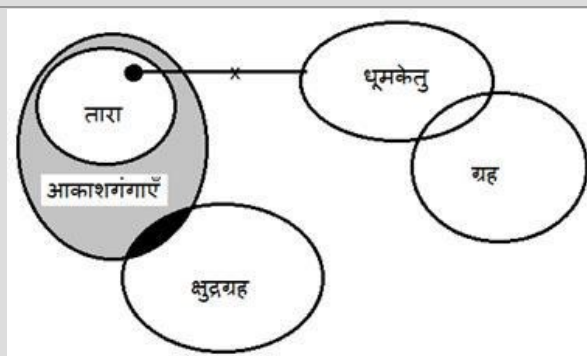 धूमकेतु
तारा
ग्रह
आकाशगंगाएँ
क्षुद्रग्रह
x